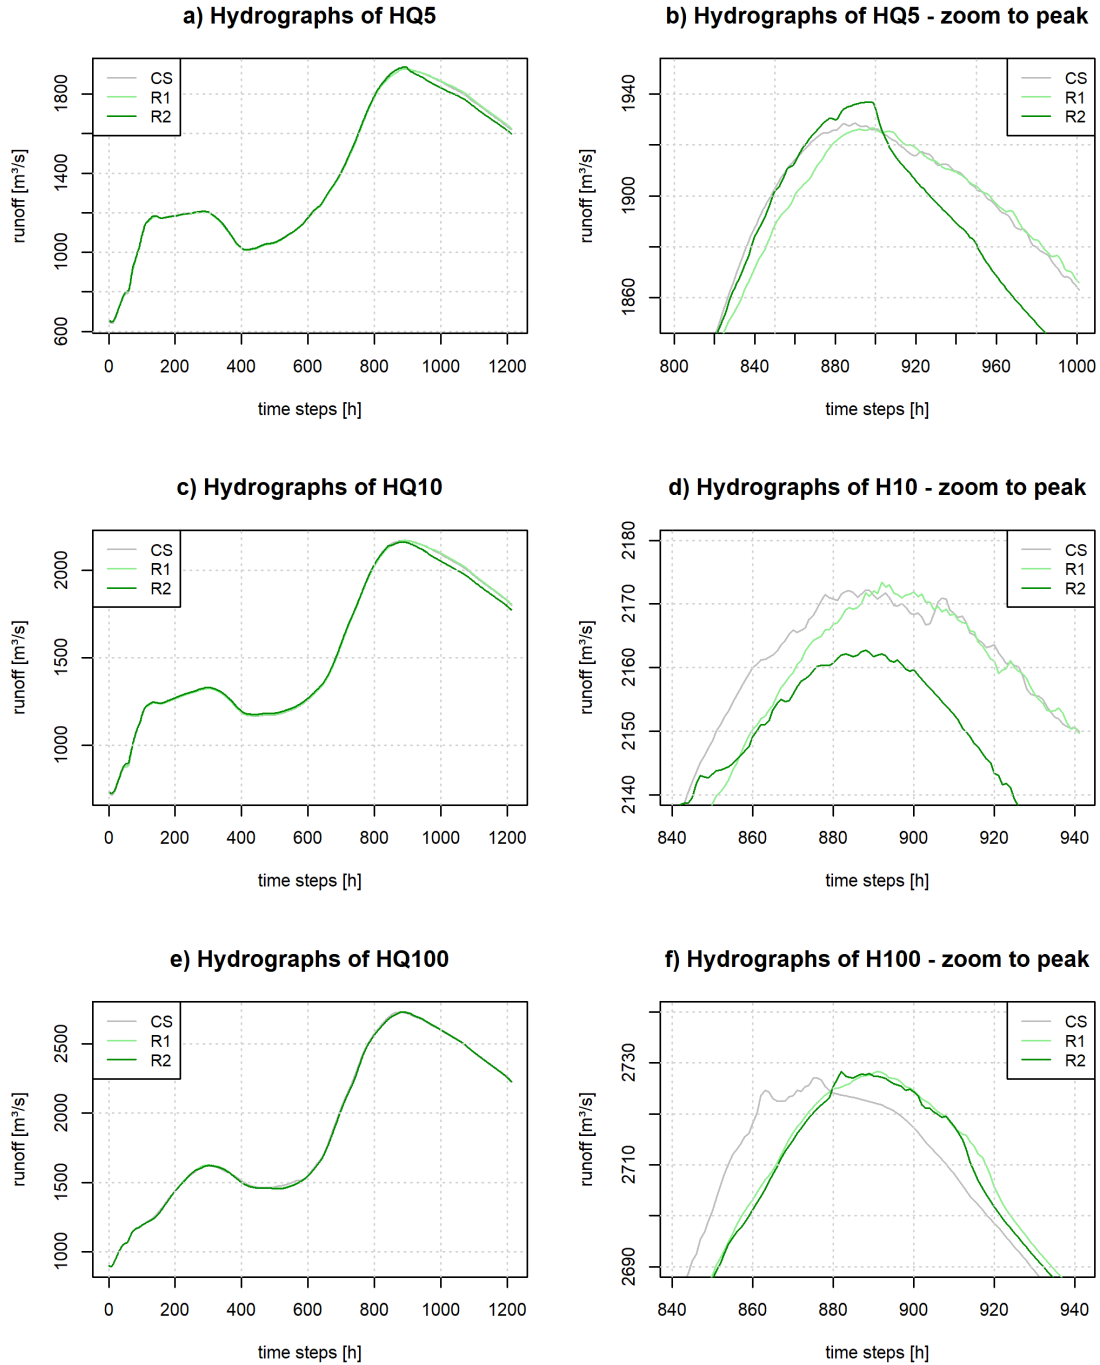 a) Hydrographs of HQ5
CS
R1
R2
runoff [m³/s]
600 1000 1400 1800
0 200 400 600 800 1000 1200
time steps [h]
b) Hydrographs of HQ5 - zoom to peak
CS
R1
R2
runoff [m³/s]
1860 1900 1940
800 840 880 920 960 1000
time steps [h]
c) Hydrographs of HQ10
CS
R1
R2
runoff [m³/s]
1000 1500 2000
0 200 400 600 800 1000 1200
time steps [h]
d) Hydrographs of H10 - zoom to peak
CS
R1
R2
runoff [m³/s]
2140 2150 2160 2170 2180
840 860 880 900 920 940
time steps [h]
e) Hydrographs of HQ100
CS
R1
R2
runoff [m³/s]
1000 1500 2000 2500
0 200 400 600 800 1000 1200
time steps [h]
f) Hydrographs of H100 - zoom to peak
CS
R1
R2
runoff [m³/s]
2690 2710 2730
840 860 880 900 920 940
time steps [h]